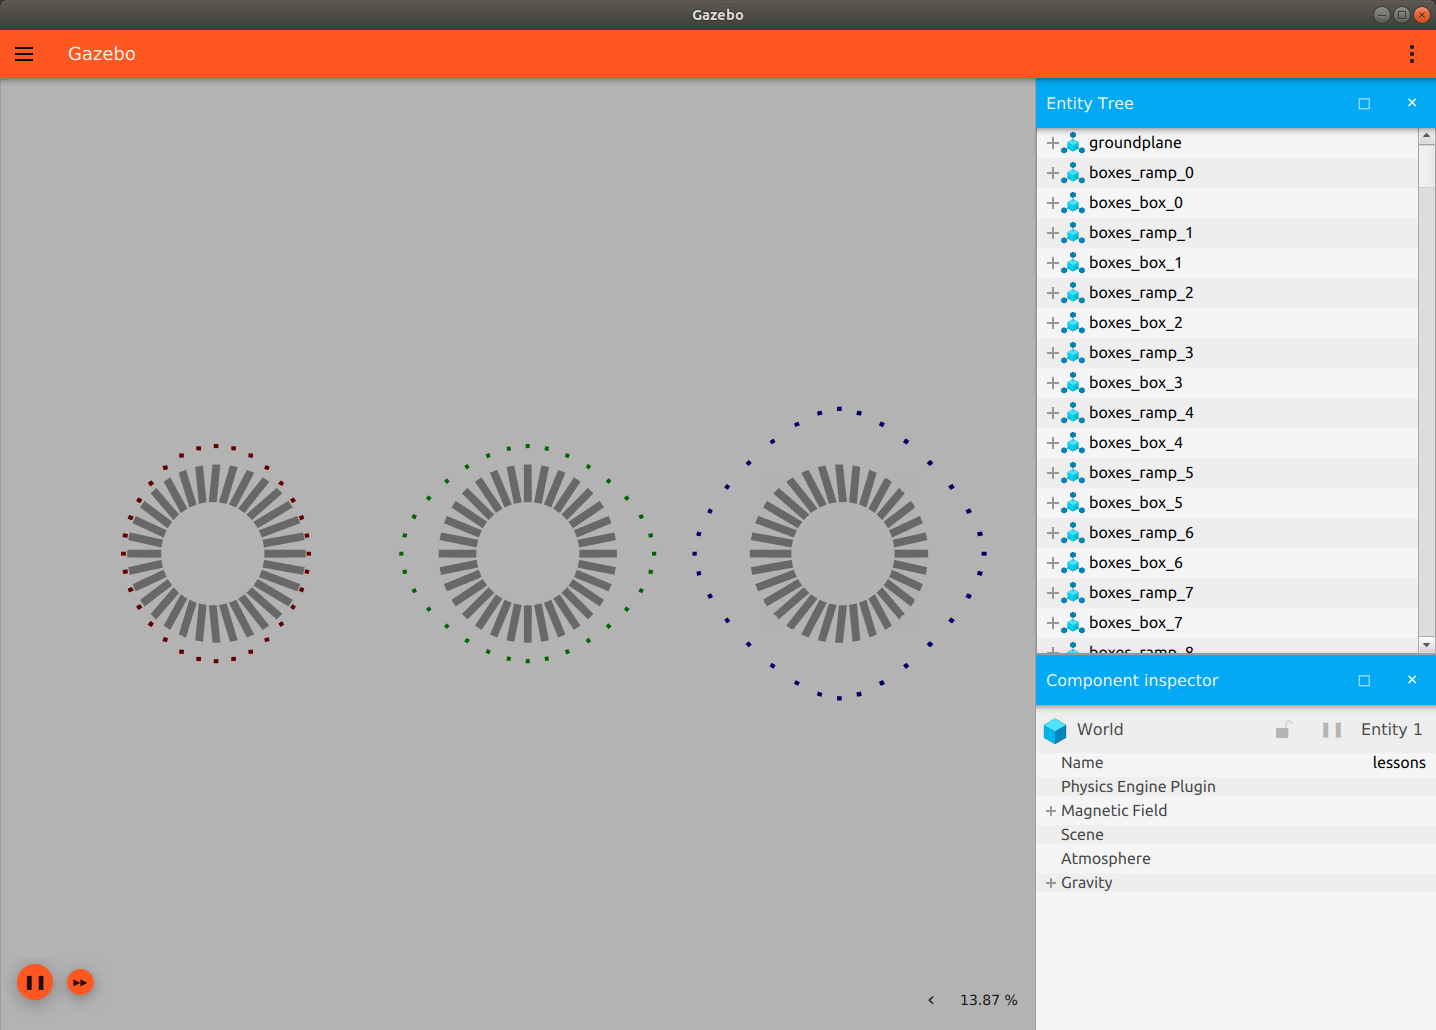 Gazebo
Gazebo
Entity Tree
groundplane
boxes_ramp_0
boxes_box_0
boxes_ramp_1
boxes_box_1
boxes_ramp_2
boxes_box_2
boxes_ramp_3
boxes_box_3
boxes_ramp_4
boxes_box_4
boxes_ramp_5
boxes_box_5
boxes_ramp_6
boxes_box_6
boxes_ramp_7
boxes_box_7
boxes_ramp_8
Component inspector
World Entity 1
Name lessons
Physics Engine Plugin
Magnetic Field
Scene
Atmosphere
Gravity
13.87 %